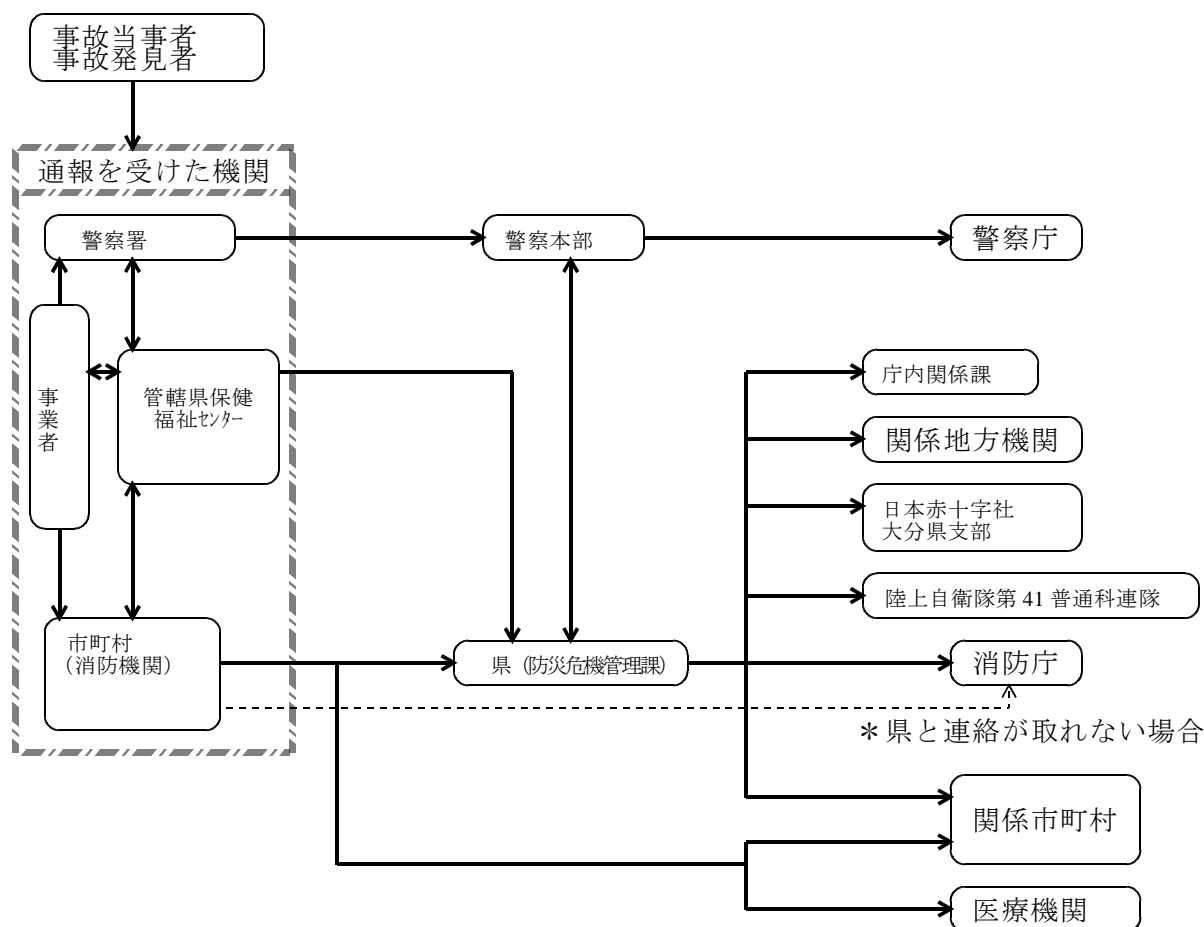 事故当事者
事故発見者
通報を受けた機関
警察署
警察本部
警察庁
事業者
管轄県保健
福祉ｾﾝﾀｰ
庁内関係課
関係地方機関
日本赤十字社
大分県支部
陸上自衛隊第 41 普通科連隊
市町村
（消防機関）
県（防災危機管理課）
消防庁
＊県と連絡が取れない場合
関係市町村
医療機関